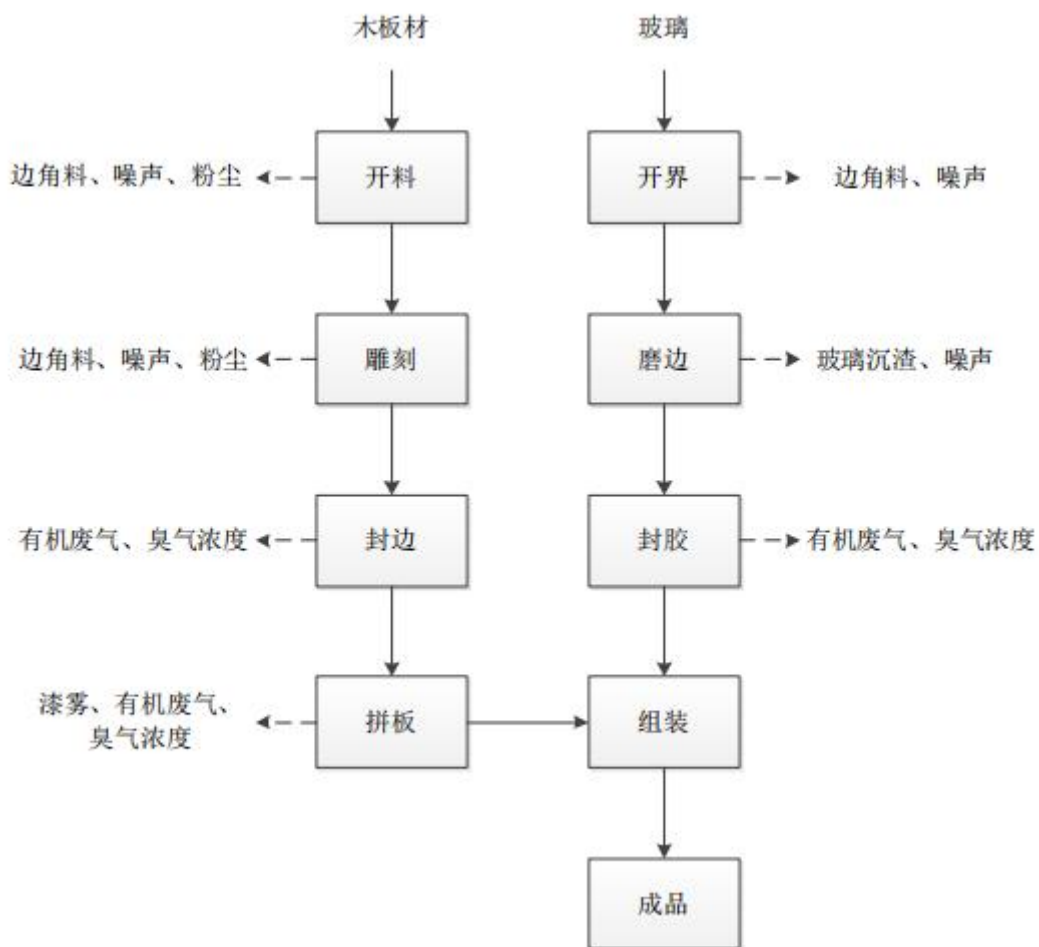 木板材
玻璃
边角料、噪声、粉尘
开料
开界
边角料、噪声
边角料、噪声、粉尘
雕刻
磨边
玻璃沉渣、噪声
有机废气、臭气浓度
封边
封胶
有机废气、臭气浓度
漆雾、有机废气、
臭气浓度
拼板
组装
成品